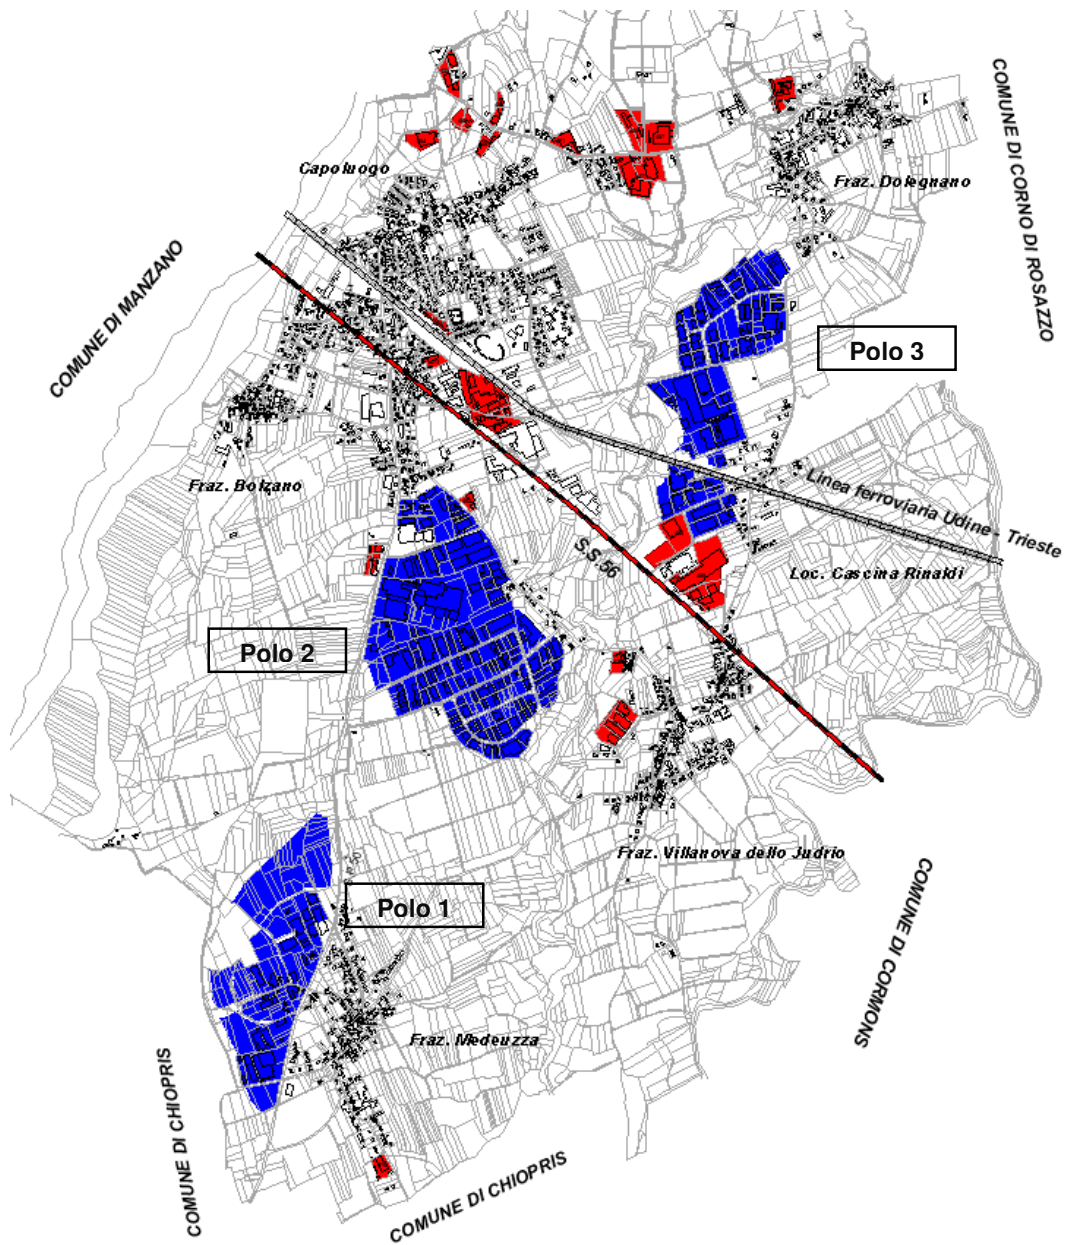 COMUNE DI CORNO DI ROSAZZO
Capoluogo
Fraz. Dolegnano
COMUNE DI MANZANO
Polo 3
Fraz. Bolzano
Linea ferroviaria Udine - Trieste
S.S.56
Loc. Cascina Rinaldi
Polo 2
Fraz. Villanova dello Judrio
Polo 1
COMUNE DI CORMONS
Fraz. Medeuzza
COMUNE DI CHIOPRIS
COMUNE DI CHIOPRIS